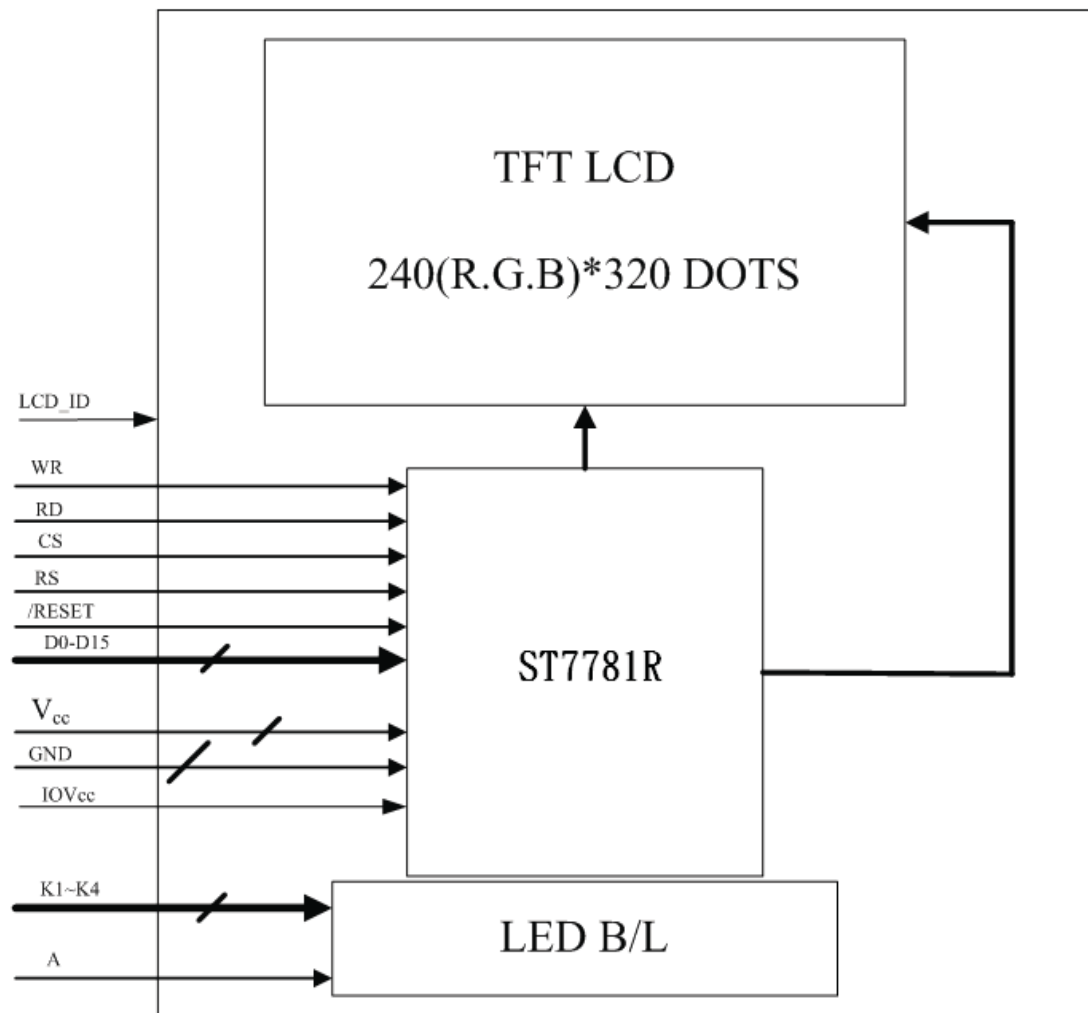 TFT LCD
240(R.G.B)*320 DOTS
LCD_ID
WR
RD
CS
RS
/RESET
D0-D15
ST7781R
Vcc
GND
IOVcc
K1~K4
LED B/L
A